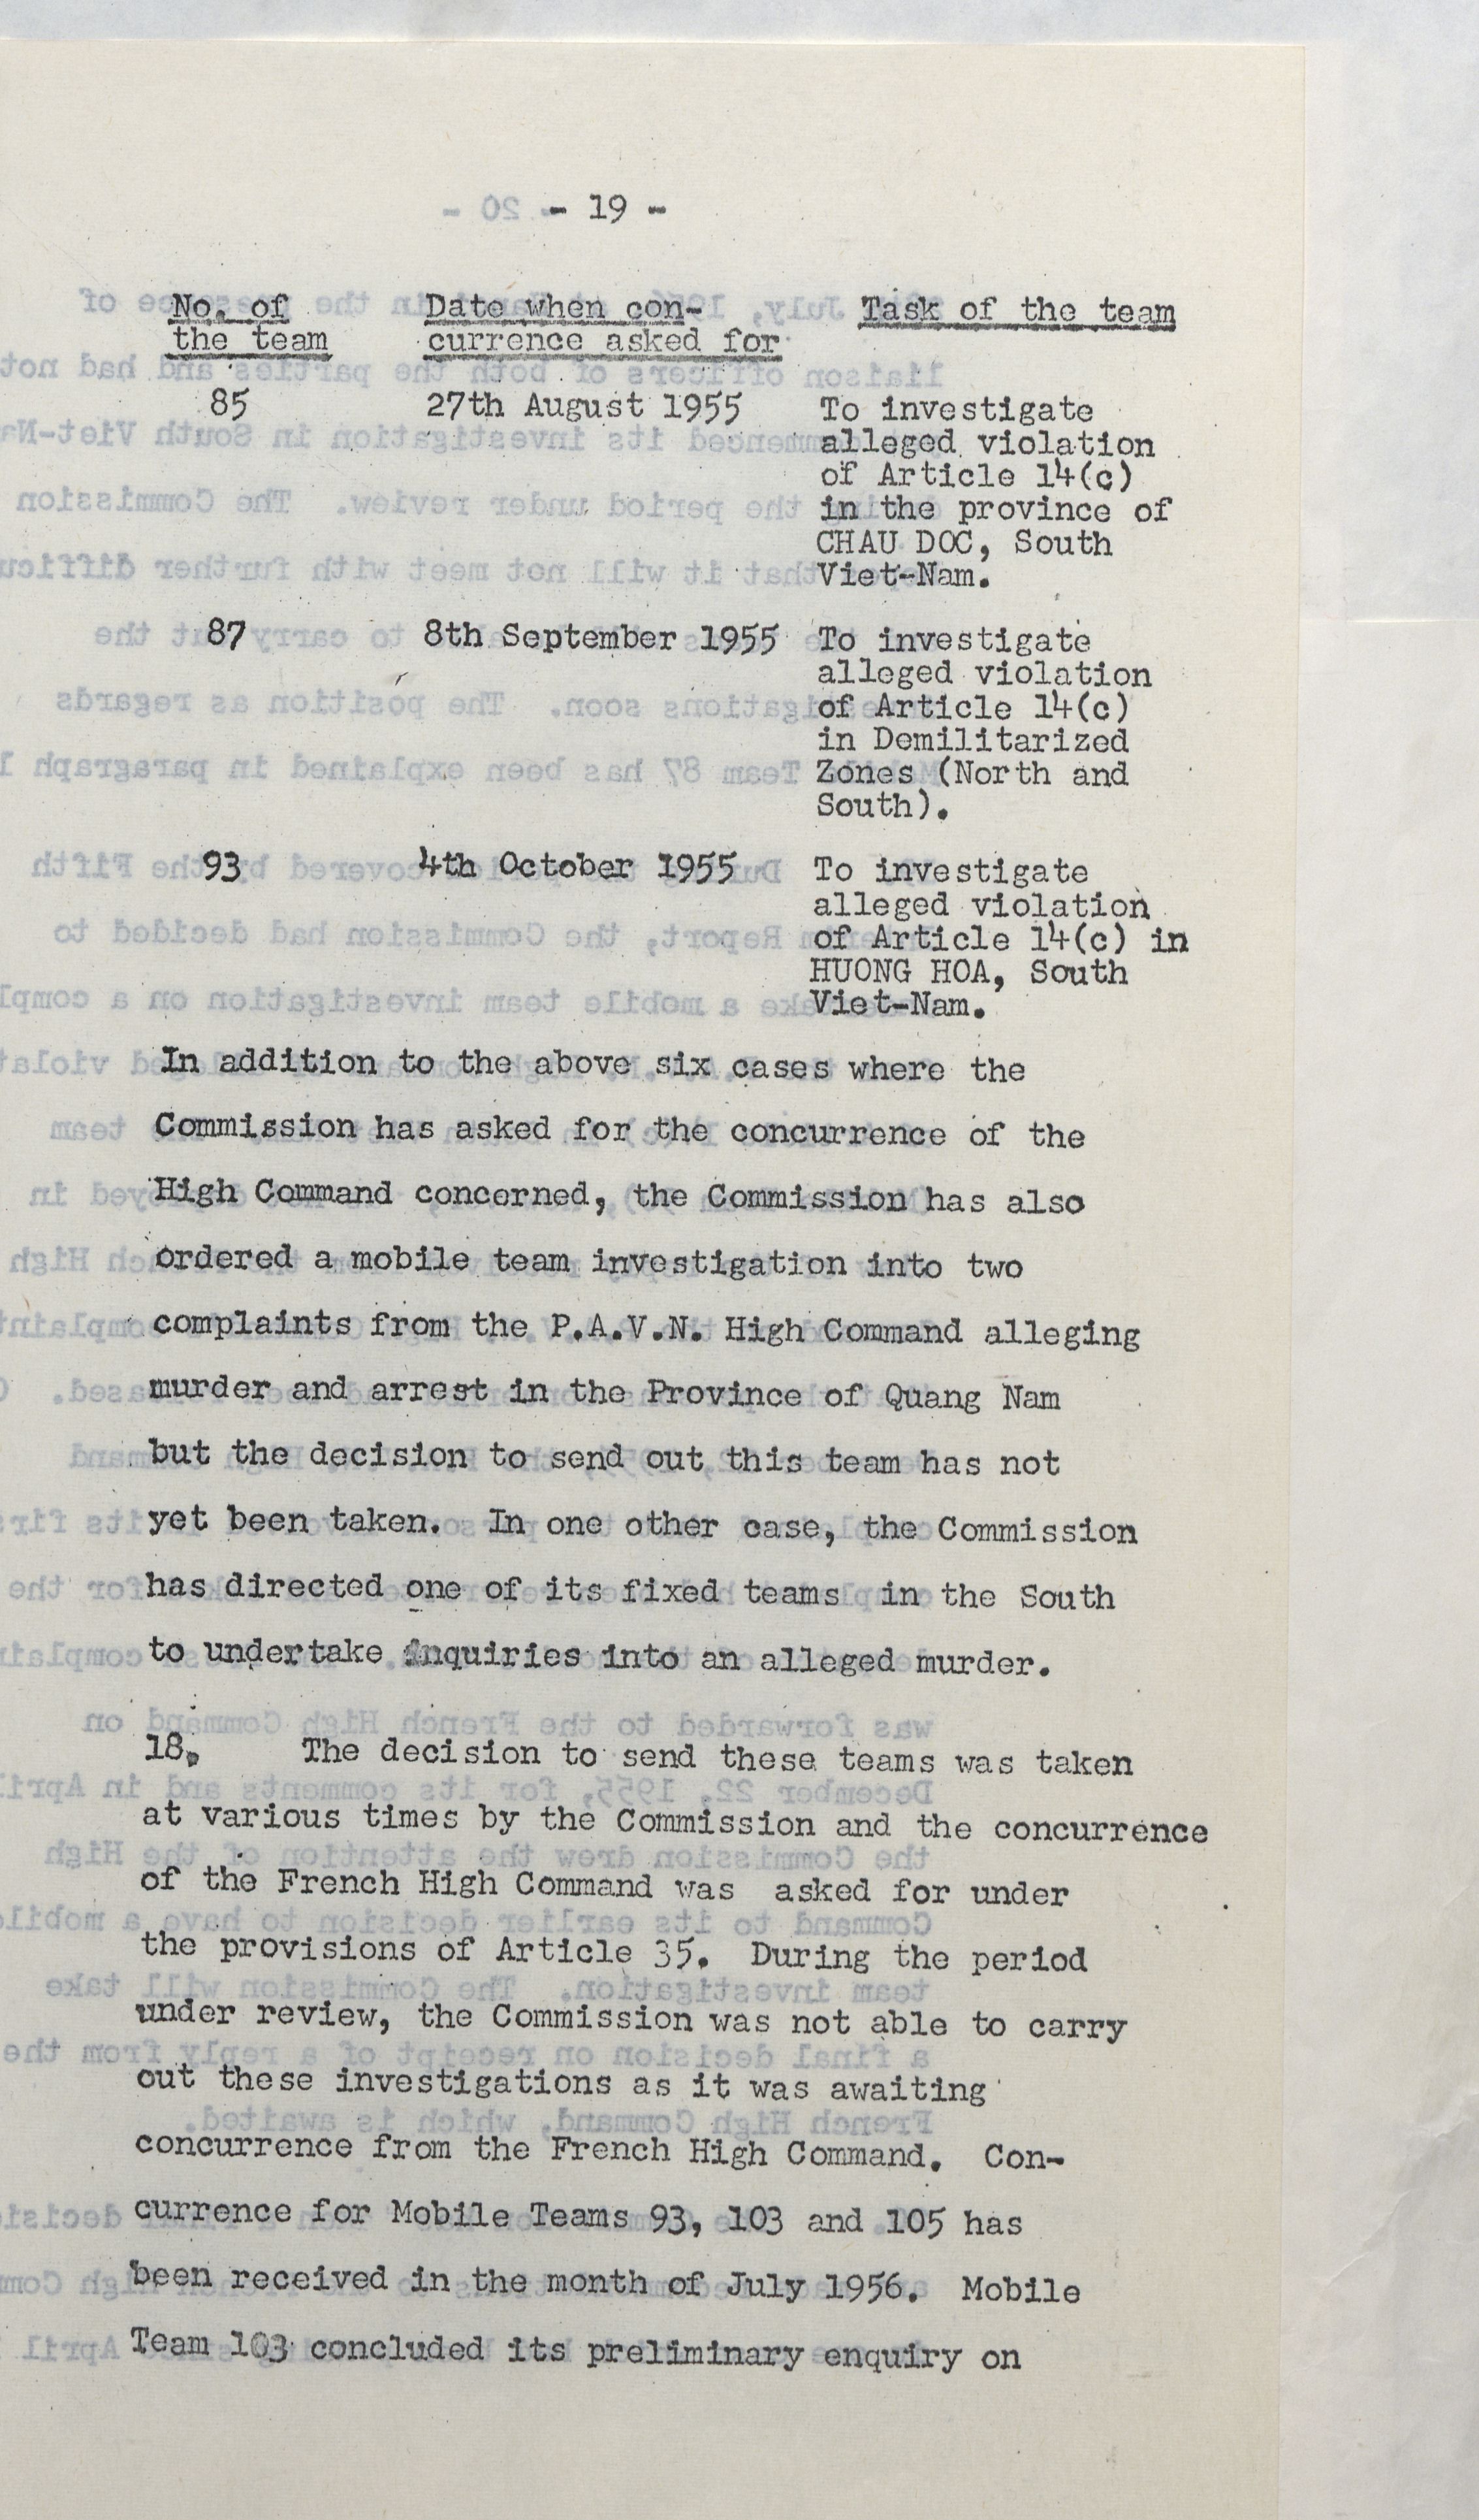 - 19 -
No. of Date when con- Task of the team
the team currence asked for
85 27th August 1955 To investigate
alleged violation
of Article 14(c)
in the province of
CHAU DOC, South
Viet-Nam.
87 8th September 1955 To investigate
alleged violation
of Article 14(c)
in Demilitarized
Zones (North and
South).
93 4th October 1955 To investigate
alleged violation
of Article 14(c) in
HUONG HOA, South
Viet-Nam.
In addition to the above six cases where the
Commission has asked for the concurrence of the
High Command concerned, the Commission has also
ordered a mobile team investigation into two
complaints from the P.A.V.N. High Command alleging
murder and arrest in the Province of Quang Nam
but the decision to send out this team has not
yet been taken. In one other case, the Commission
has directed one of its fixed teams in the South
to undertake inquiries into an alleged murder.
18. The decision to send these teams was taken
at various times by the Commission and the concurrence
of the French High Command was asked for under
the provisions of Article 35. During the period
under review, the Commission was not able to carry
out these investigations as it was awaiting
concurrence from the French High Command. Con-
currence for Mobile Teams 93, 103 and 105 has
been received in the month of July 1956. Mobile
Team 103 concluded its preliminary enquiry on